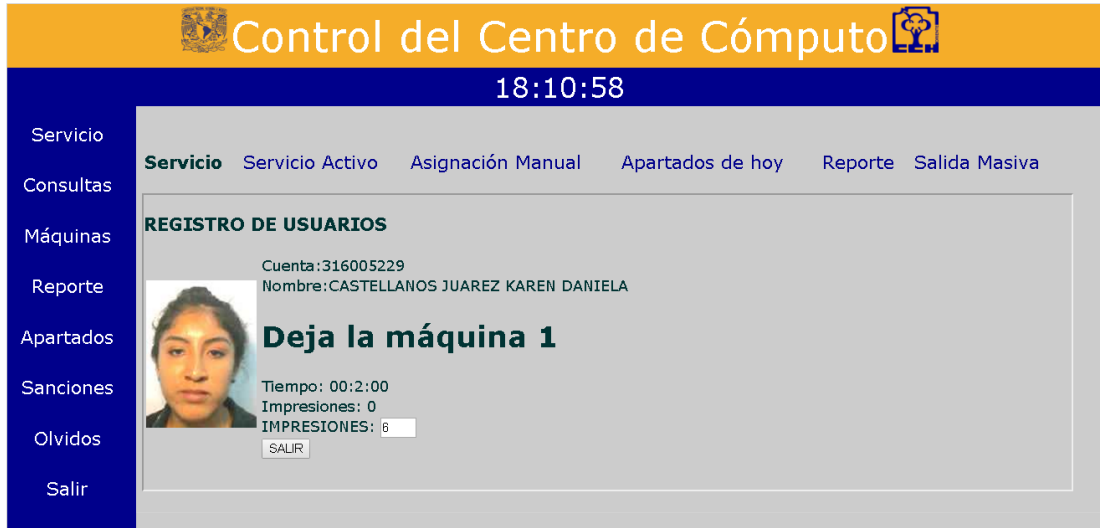 Control del Centro de Cómputo
CCH
18:10:58
Servicio
Consultas
Máquinas
Reporte
Apartados
Sanciones
Olvidos
Salir
Servicio Servicio Activo Asignación Manual Apartados de hoy Reporte Salida Masiva
REGISTRO DE USUARIOS
Cuenta:316005229
Nombre:CASTELLANOS JUAREZ KAREN DANIELA
Deja la máquina 1
Tiempo: 00:2:00
Impresiones: 0
IMPRESIONES: 6
SALIR